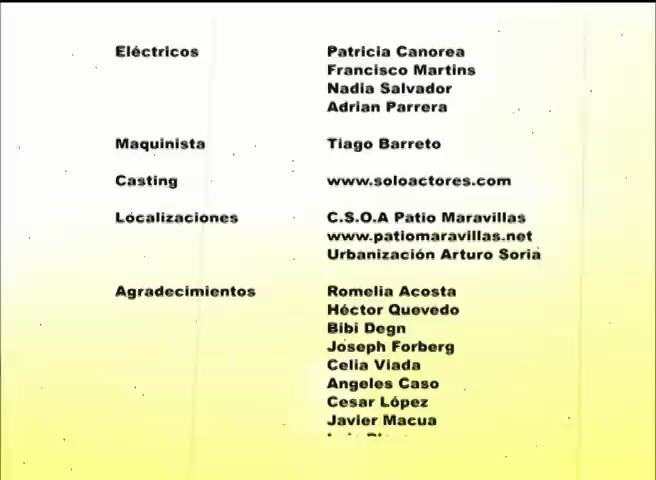 Eléctricos Patricia Canorea
Francisco Martins
Nadia Salvador
Adrian Parrera
Maquinista Tiago Barreto
Casting www.soloactores.com
Localizaciones C.S.O.A Patio Maravillas
www.patiomaravillas.net
Urbanización Arturo Soria
Agradecimientos Romelia Acosta
Héctor Quevedo
Bibi Degn
Joseph Forberg
Celia Viada
Angeles Caso
Cesar López
Javier Macua